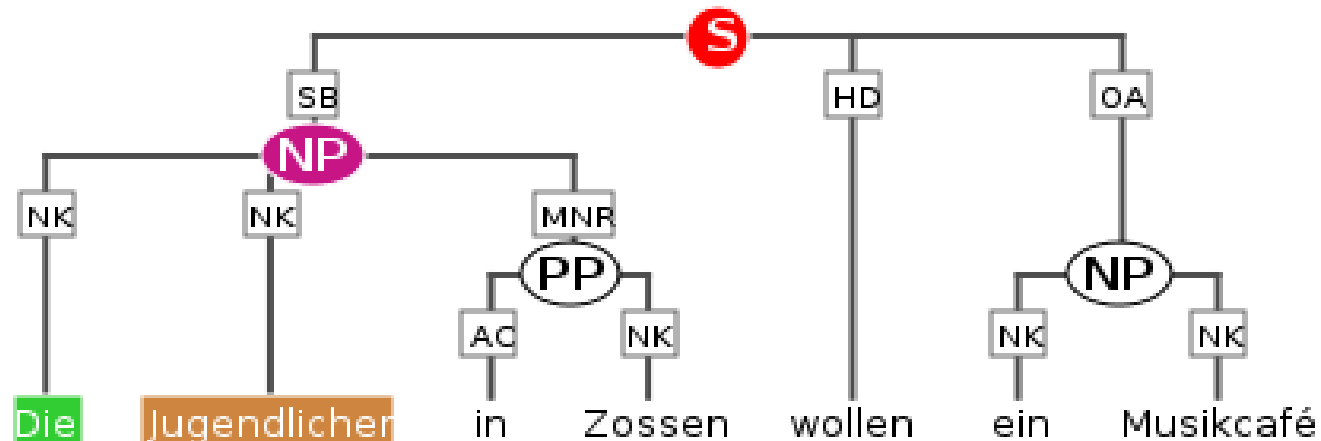 S
SB HD OA
NP
NK NK MNR
PP NP
AC NK NK NK
Die Jugendlichen in Zossen wollen ein Musikcafé